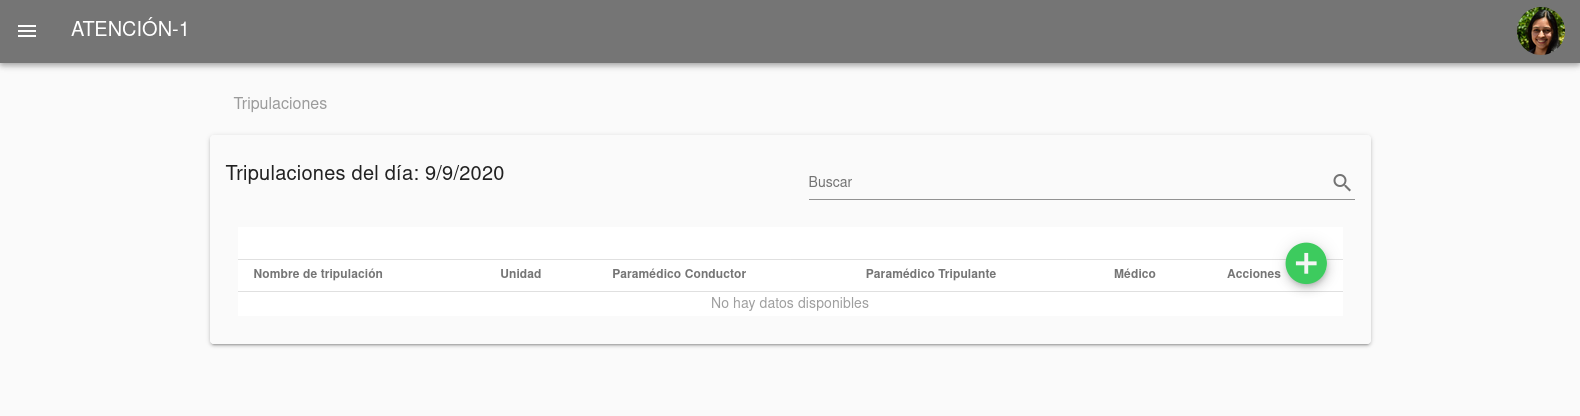 ATENCIÓN-1
Tripulaciones
Tripulaciones del día: 9/9/2020
Buscar
Nombre de tripulación Unidad Paramédico Conductor Paramédico Tripulante Médico Acciones
No hay datos disponibles